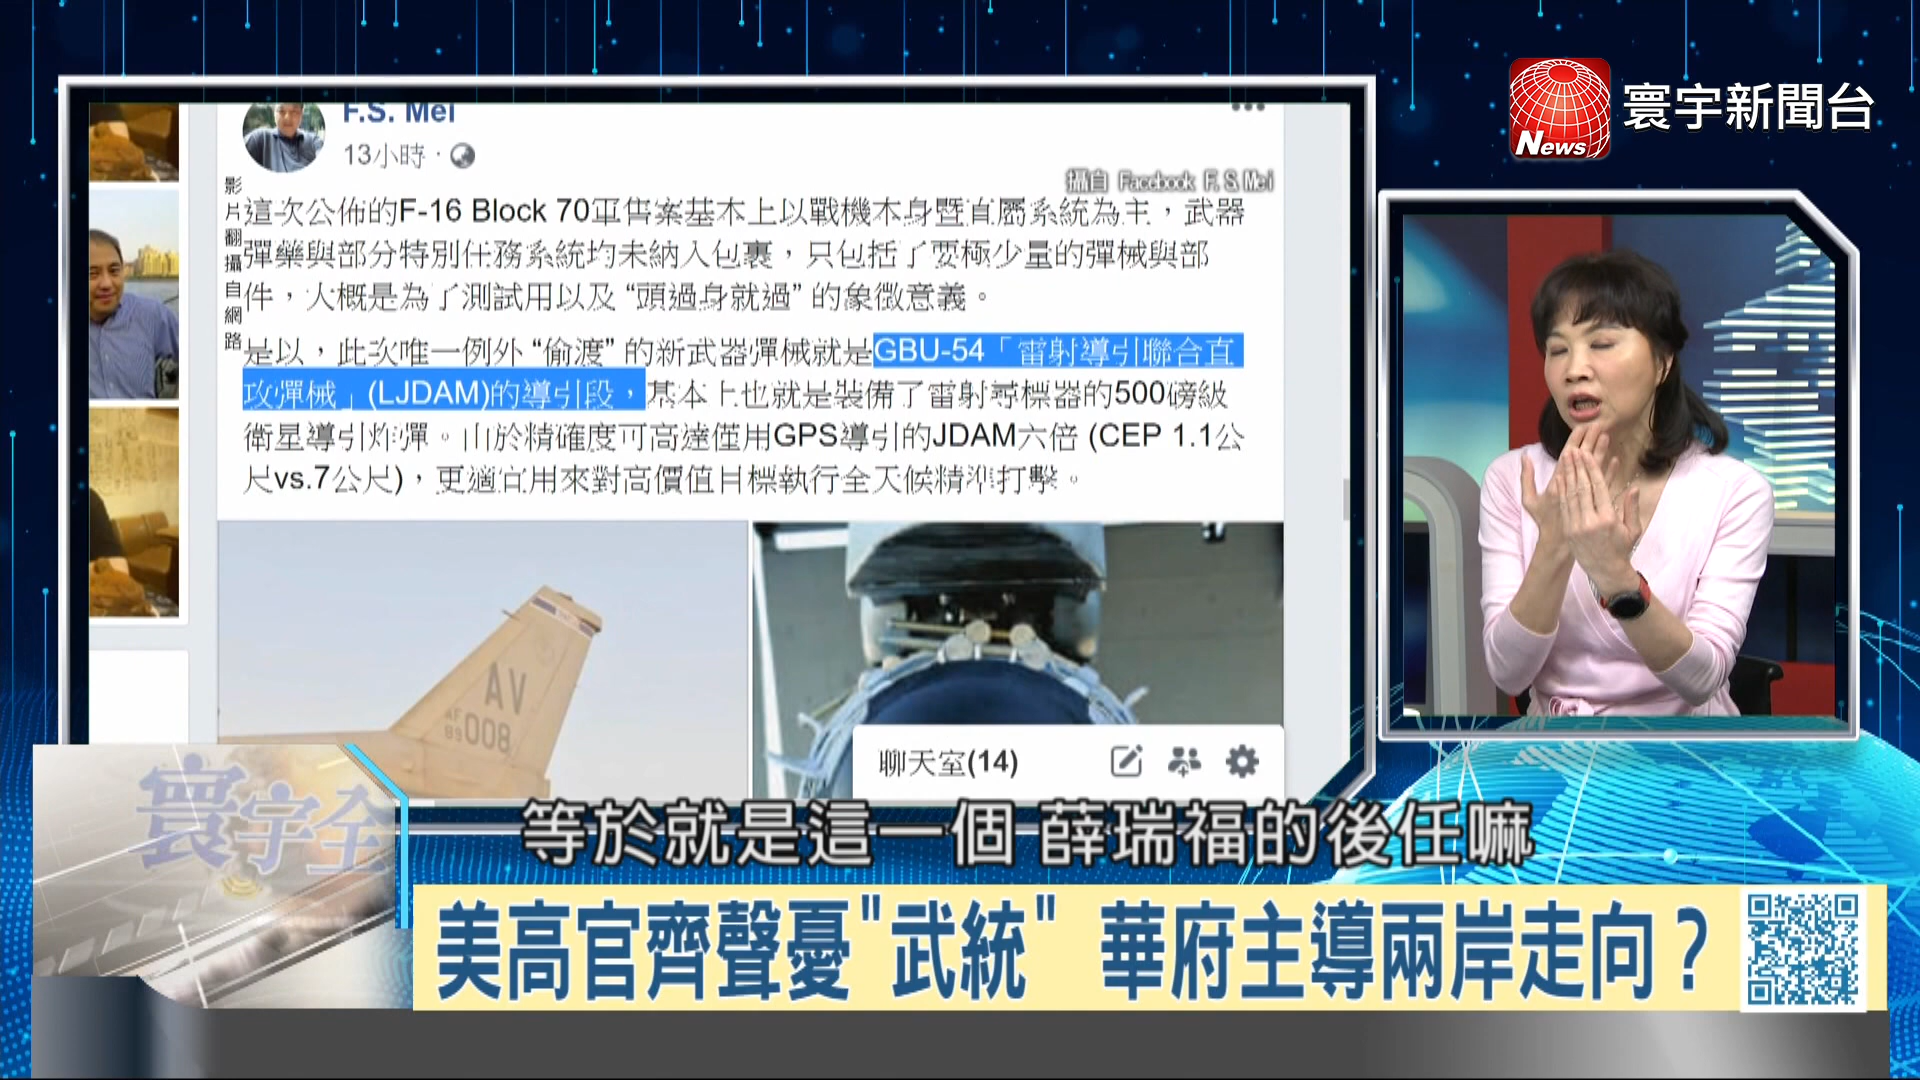 F.S. Mei
13小時
寰宇新聞台
News
攝自 Facebook F. S. Mei
影片翻攝自網路
這次公佈的F-16 Block 70軍售案基本上以戰機本身暨直屬系統為主，武器
彈藥與部分特別任務系統均未納入包裹，只包括了要極少量的彈械與部
件，大概是為了測試用以及 “頭過身就過” 的象徵意義。
是以，此次唯一例外 “偷渡” 的新武器彈械就是GBU-54「雷射導引聯合直
攻彈械」(LJDAM)的導引段，基本上也就是裝備了雷射尋標器的500磅級
衛星導引炸彈。由於精確度可高達僅用GPS導引的JDAM六倍 (CEP 1.1公
尺vs.7公尺)，更適宜用來對高價值目標執行全天候精準打擊。
AV
AF
89 008
聊天室(14)
寰宇全
等於就是這一個 薛瑞福的後任嘛
美高官齊聲憂"武統" 華府主導兩岸走向？